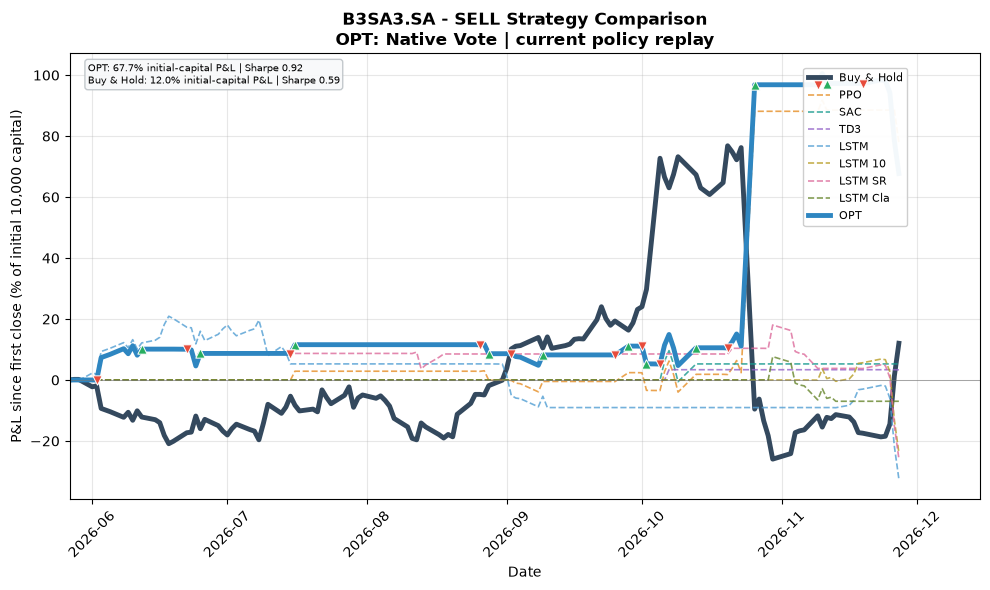 B3SA3.SA - SELL Strategy Comparison
OPT: Native Vote | current policy replay
OPT: 67.7% initial-capital P&L | Sharpe 0.92
Buy & Hold: 12.0% initial-capital P&L | Sharpe 0.59
Buy & Hold
PPO
SAC
TD3
LSTM
LSTM 10
LSTM SR
LSTM Cla
OPT
P&L since first close (% of initial 10,000 capital)
100
80
60
40
20
0
−20
2026-06
2026-07
2026-08
2026-09
2026-10
2026-11
2026-12
Date